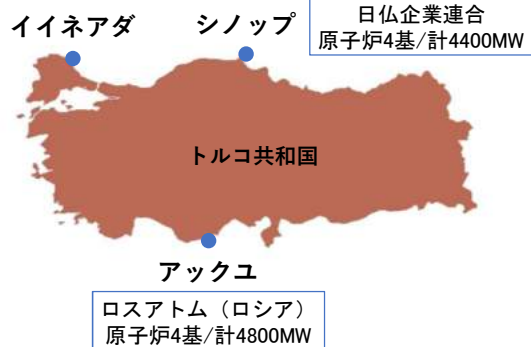 イイネアダ
シノップ
日仏企業連合
原子炉4基/計4400MW
トルコ共和国
アックユ
ロスアトム（ロシア）
原子炉4基/計4800MW